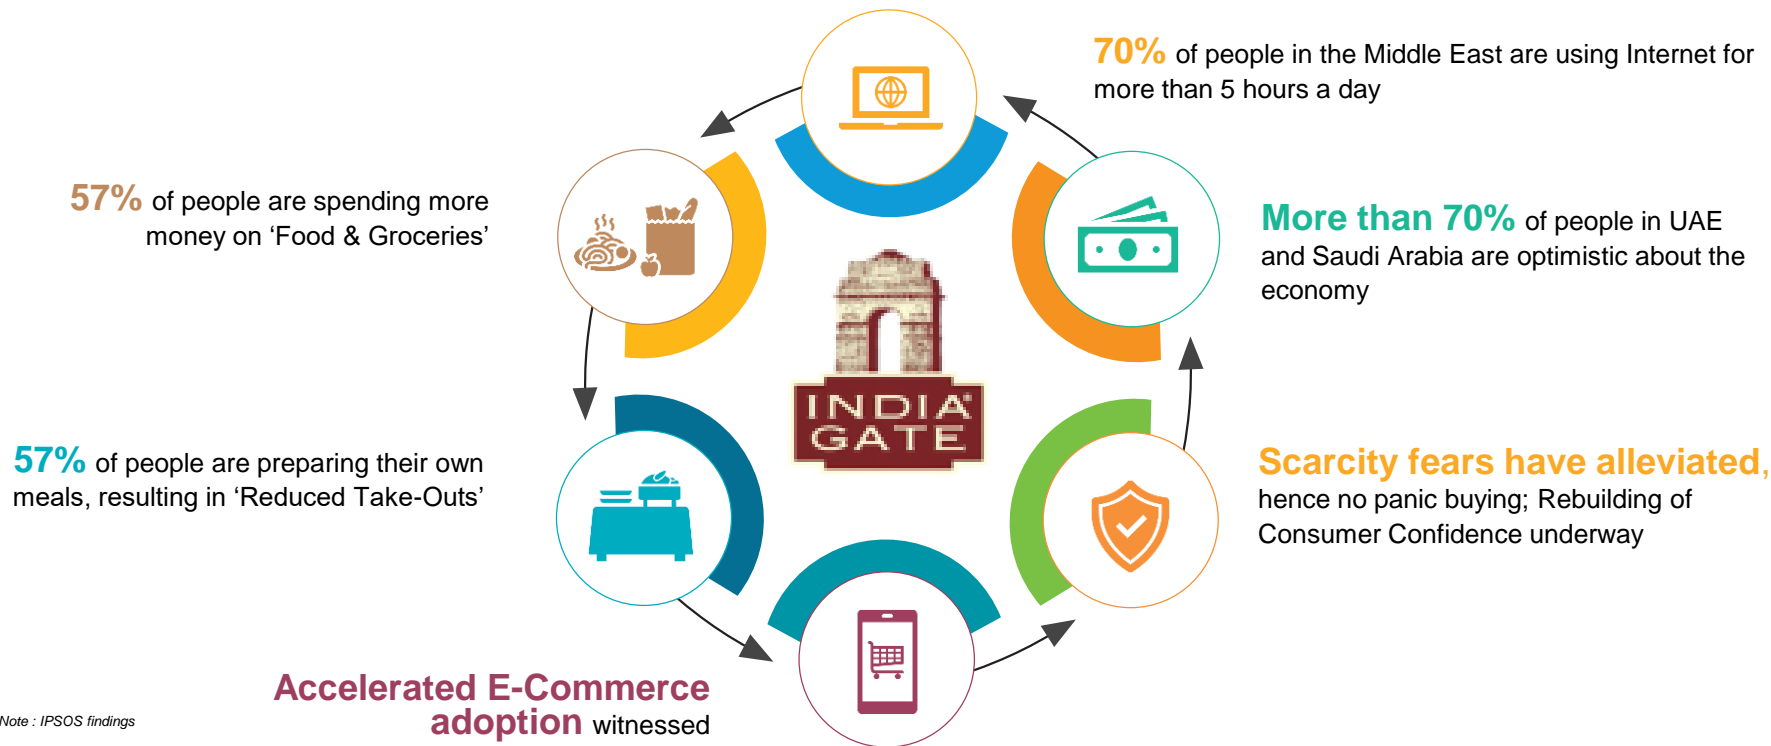 70% of people in the Middle East are using Internet for
more than 5 hours a day
57% of people are spending more
money on ‘Food & Groceries’
More than 70% of people in UAE
and Saudi Arabia are optimistic about the
economy
INDIA
GATE
57% of people are preparing their own
meals, resulting in ‘Reduced Take-Outs’
Scarcity fears have alleviated,
hence no panic buying; Rebuilding of
Consumer Confidence underway
Accelerated E-Commerce
adoption witnessed
Note : IPSOS findings